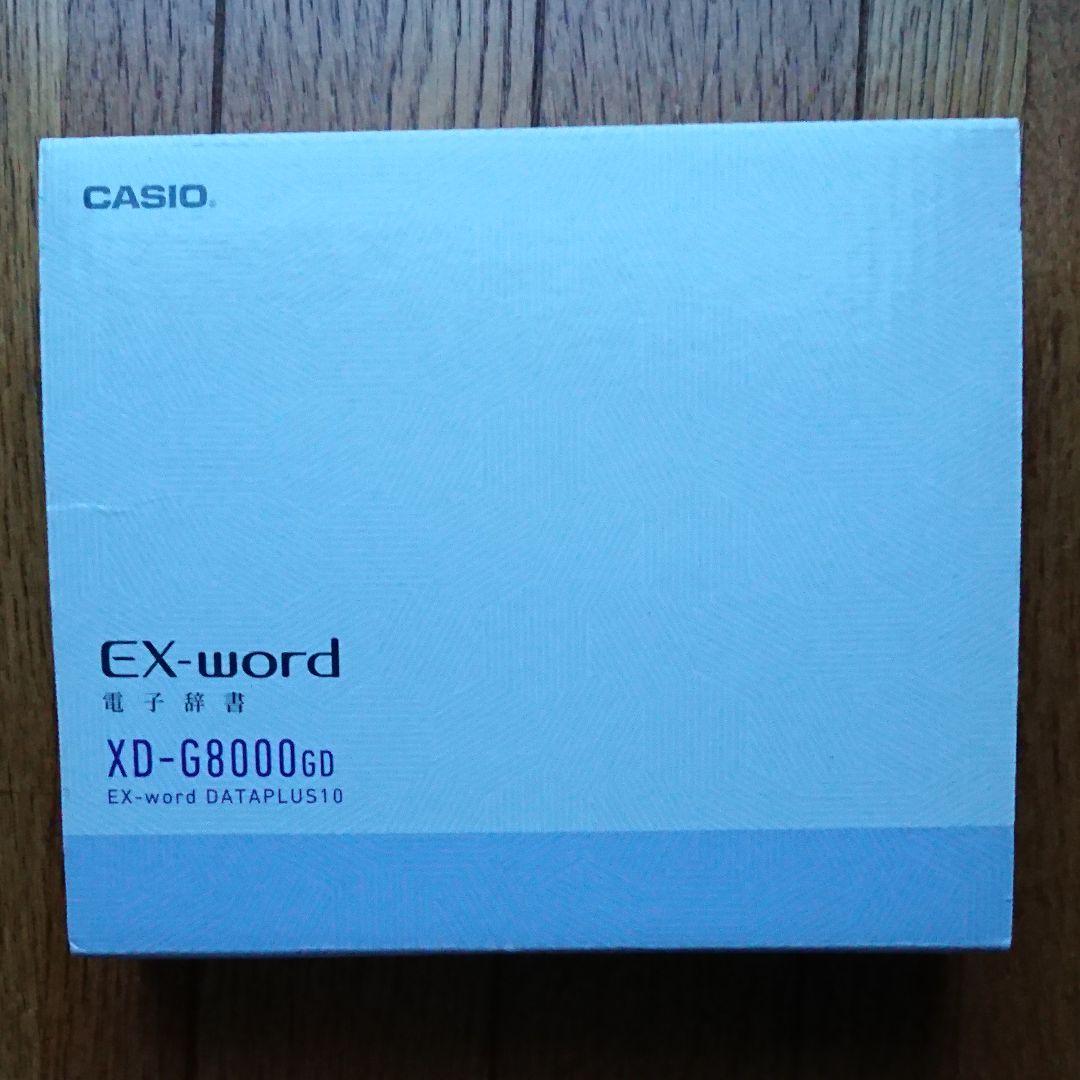 CASIO®
EX-word
電子辞書
XD-G8000GD
EX-word DATAPLUS10